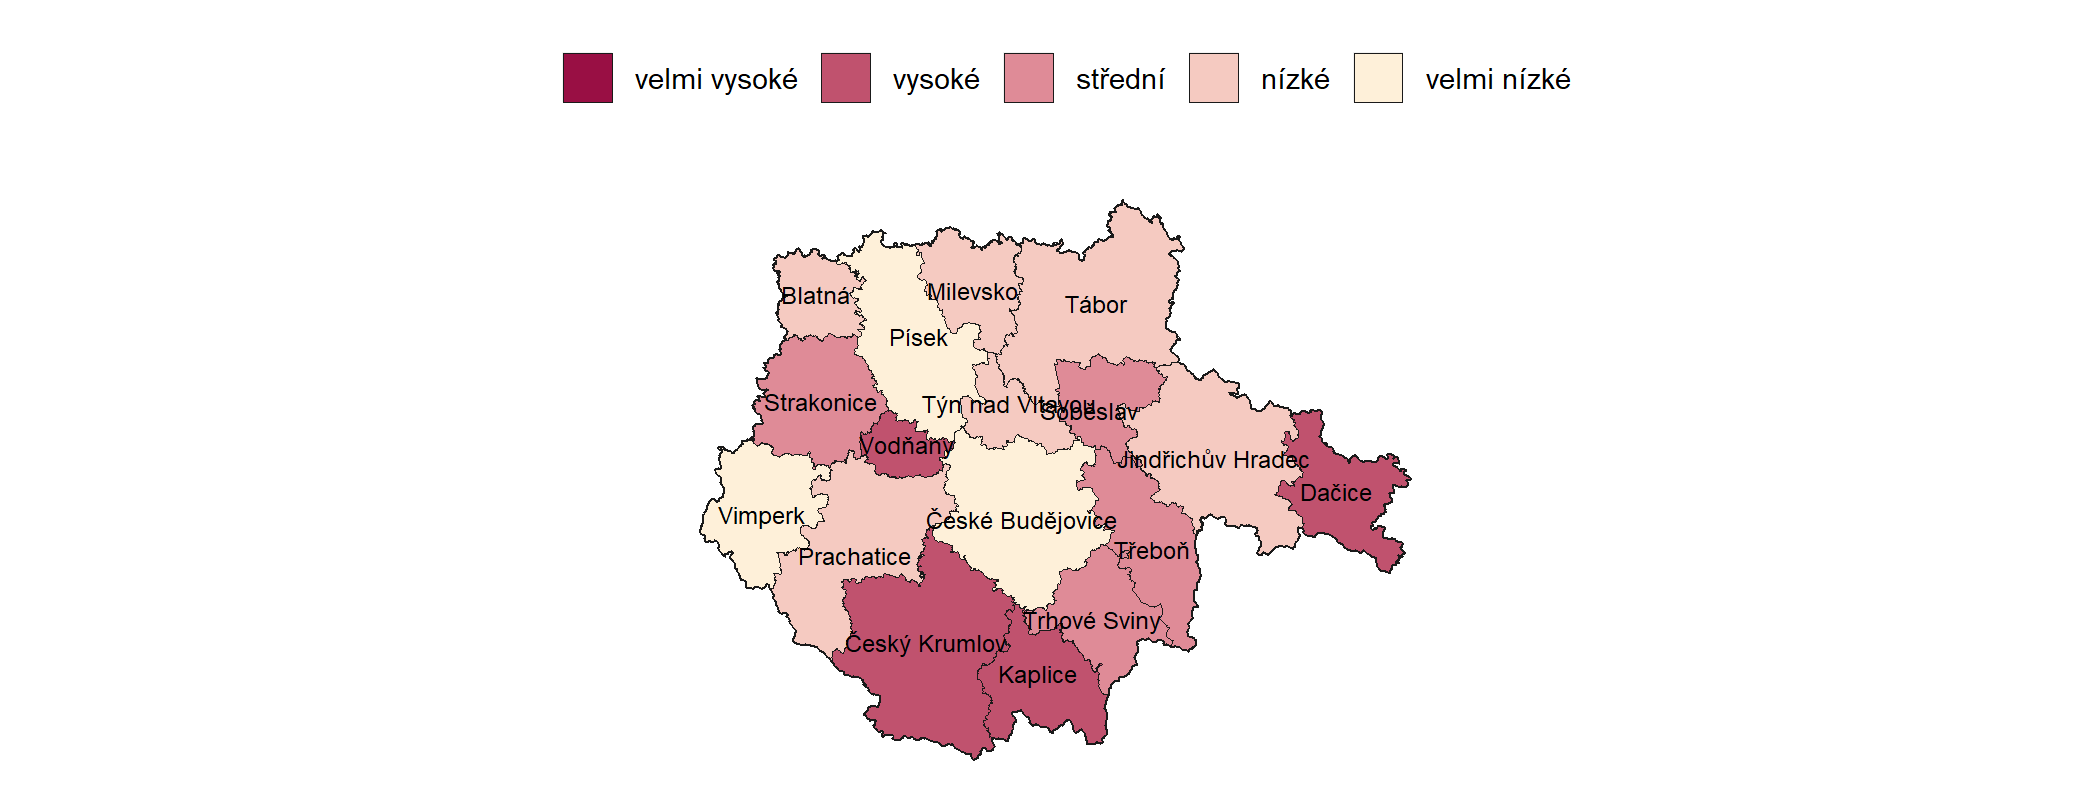 velmi vysoké vysoké střední nízké velmi nízké
Blatná
Milevsko
Tábor
Písek
Strakonice
Týn nad Vltavou
Soběslav
Vodňany
Jindřichův Hradec
Dačice
Vimperk
České Budějovice
Třeboň
Prachatice
Trhové Sviny
Český Krumlov
Kaplice